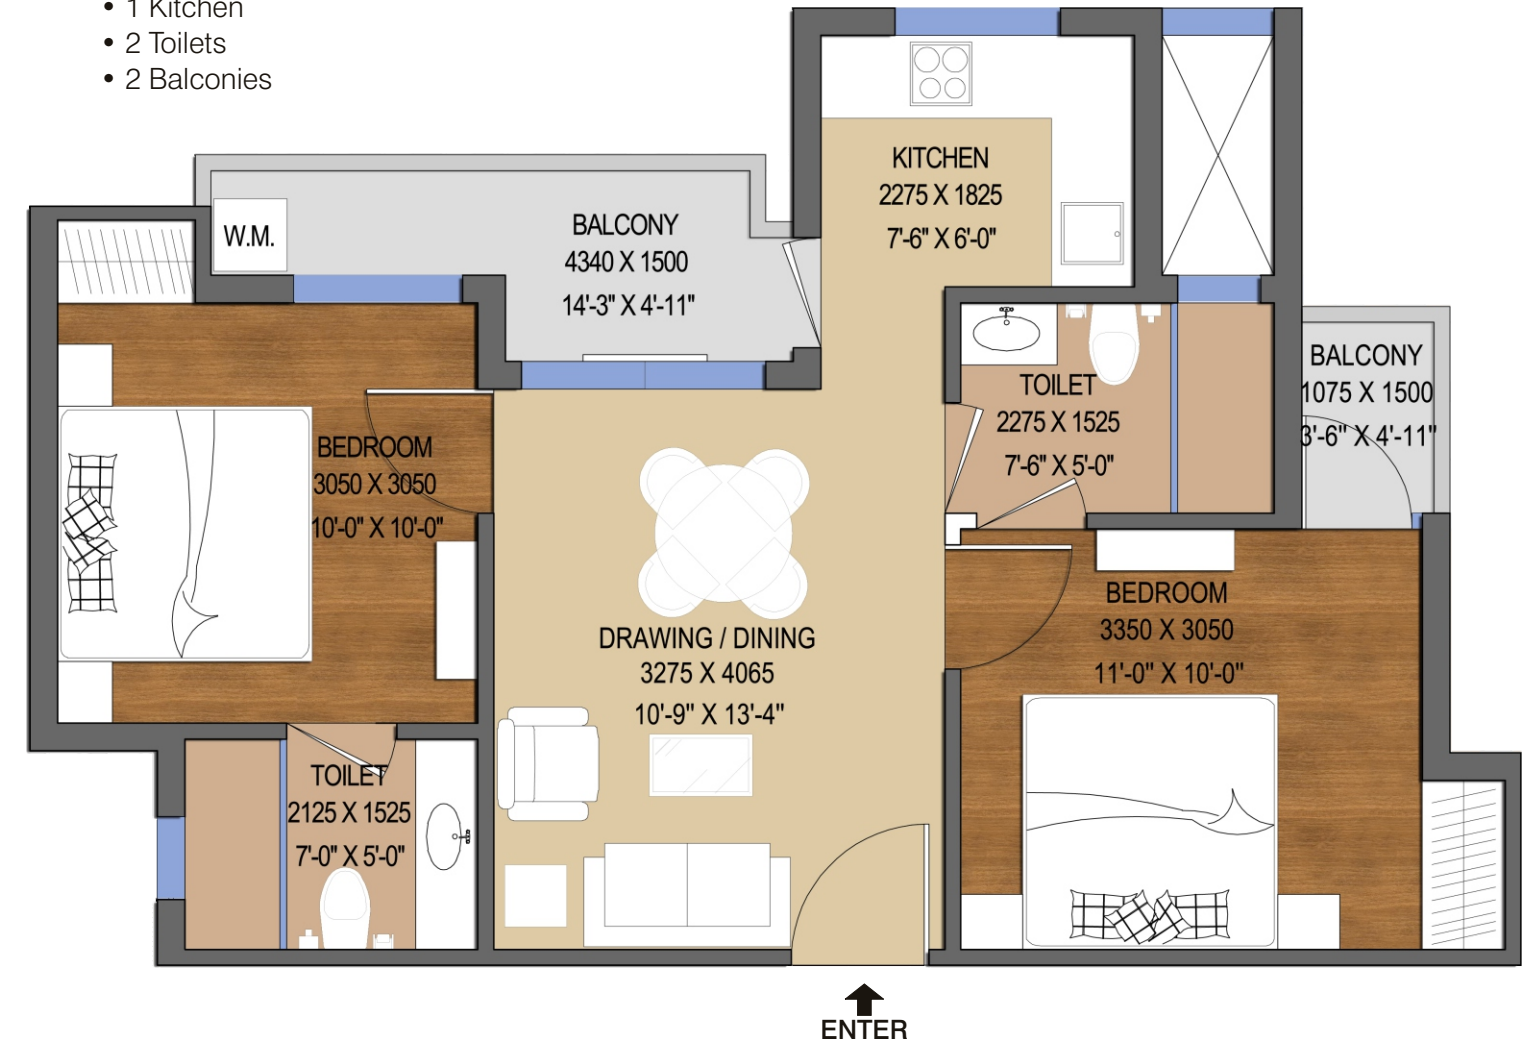 • 1 Kitchen
• 2 Toilets
• 2 Balconies
KITCHEN
2275 X 1825
7'-6" X 6'-0"
W.M.
BALCONY
4340 X 1500
14'-3" X 4'-11"
BALCONY
1075 X 1500
3'-6" X 4'-11"
TOILET
2275 X 1525
7'-6" X 5'-0"
BEDROOM
3050 X 3050
10'-0" X 10'-0"
BEDROOM
3350 X 3050
11'-0" X 10'-0"
DRAWING / DINING
3275 X 4065
10'-9" X 13'-4"
TOILET
2125 X 1525
7'-0" X 5'-0"
ENTER